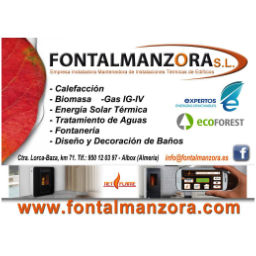 FONTALMANZORA S.L.
Empresa Instaladora Mantenedora de Instalaciones Térmicas de Edificios
- Calefacción
- Biomasa -Gas IG-IV
- Energía Solar Térmica
- Tratamiento de Aguas
- Fontanería
- Diseño y Decoración de Baños
EXPERTOS
ENERGÍAS RENOVABLES
ECOFOREST
Ctra. Lorca-Baza, km 71. Tlf.: 950 12 03 97 - Albox (Almería)
info@fontalmanzora.es
f
www.fontalmanzora.com